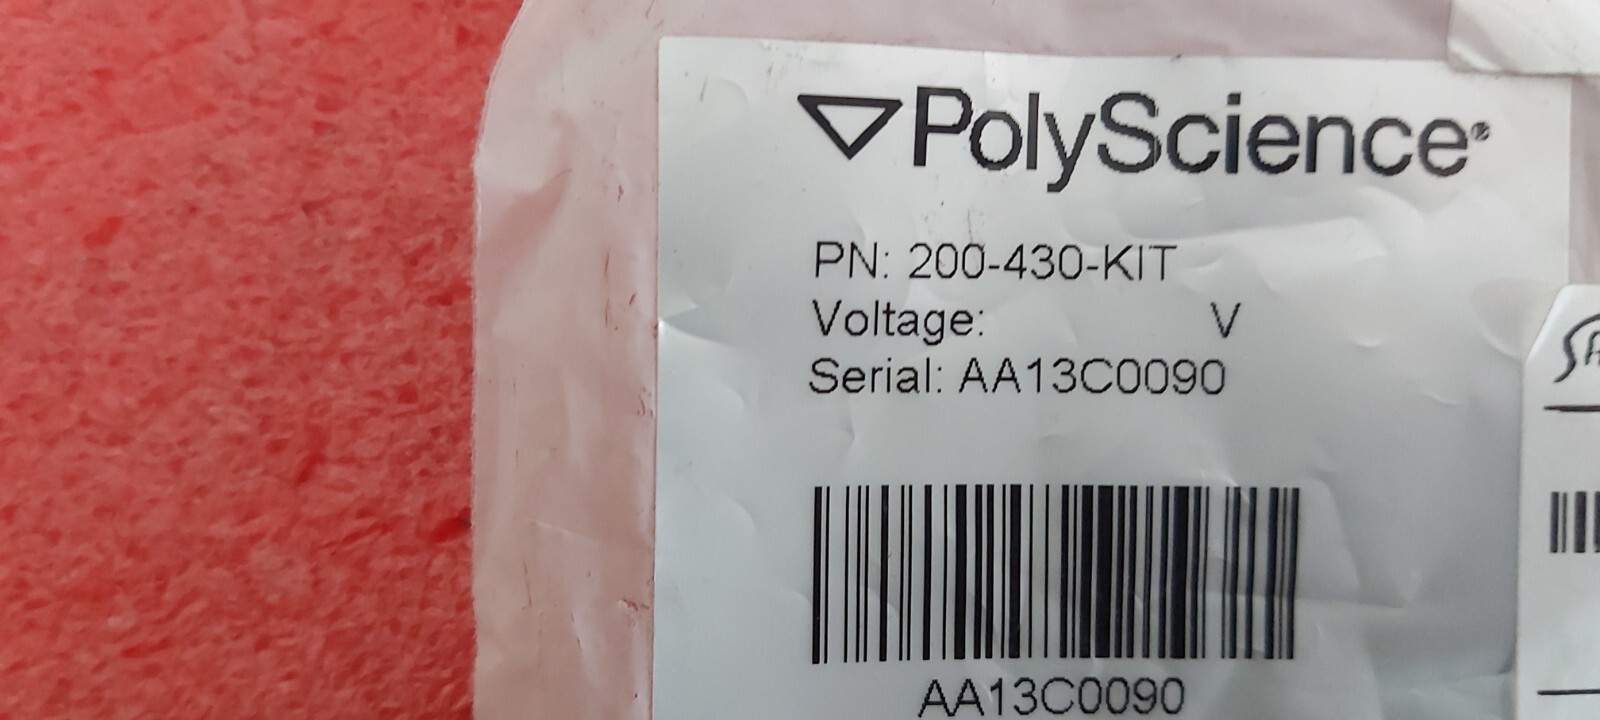 PolyScience®
PN: 200-430-KIT
Voltage: V
Serial: AA13C0090
AA13C0090